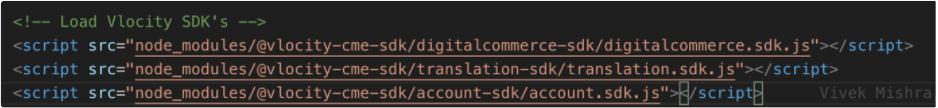 <!-- Load Vlocity SDK's -->
<script src="node_modules/@vlocity-cme-sdk/digitalcommerce-sdk/digitalcommerce.sdk.js"></script>
<script src="node_modules/@vlocity-cme-sdk/translation-sdk/translation.sdk.js"></script>
<script src="node_modules/@vlocity-cme-sdk/account-sdk/account.sdk.js"></script> Vivek Mishra